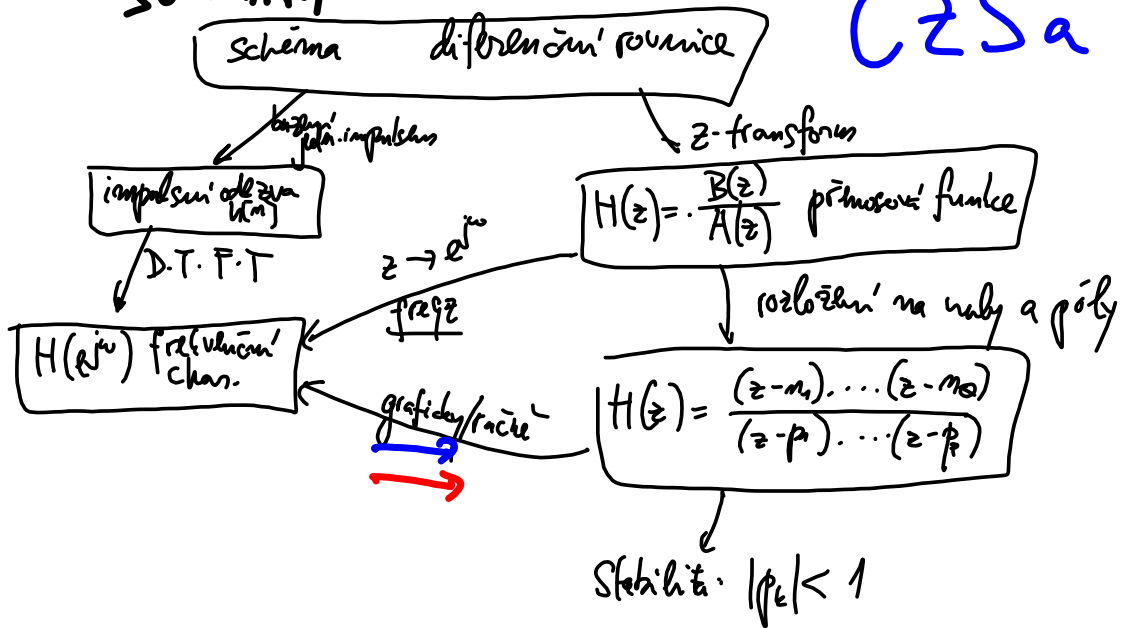 CZSa
schéma diferenční rovnice
buzení
jedn. impulsem
z-transform
impulsní odezva
h[n]
H(z) = B(z) / A(z) přenosová funkce
D.T.F.T
z → e^jω
freqz
rozložení na nuly a póly
H(e^jω) frekvenční
char.
H(z) = (z-n₁)....(z-n_Q) / (z-p₁)....(z-p_P)
graficky/ručně
Stabilita. |p_k| < 1